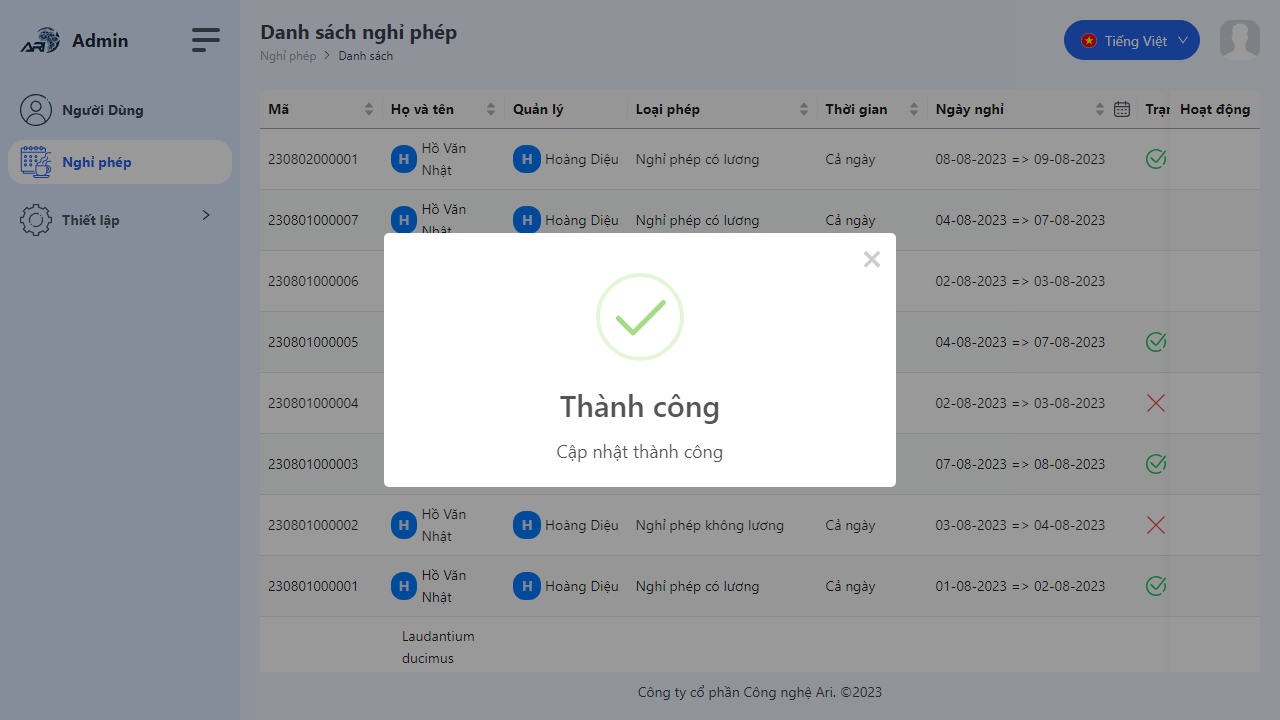 ARI
Admin
Người Dùng
Nghỉ phép
Thiết lập
Danh sách nghỉ phép
Nghỉ phép > Danh sách
Tiếng Việt
Mã Họ và tên Quản lý Loại phép Thời gian Ngày nghỉ Hoạt động
230802000001 H Hồ Văn Nhật H Hoàng Diệu Nghỉ phép có lương Cả ngày 08-08-2023 => 09-08-2023
230801000007 H Hồ Văn Nhật H Hoàng Diệu Nghỉ phép có lương Cả ngày 04-08-2023 => 07-08-2023
230801000006 02-08-2023 => 03-08-2023
230801000005 04-08-2023 => 07-08-2023
230801000004 02-08-2023 => 03-08-2023
230801000003 07-08-2023 => 08-08-2023
230801000002 H Hồ Văn Nhật H Hoàng Diệu Nghỉ phép không lương Cả ngày 03-08-2023 => 04-08-2023
230801000001 H Hồ Văn Nhật H Hoàng Diệu Nghỉ phép có lương Cả ngày 01-08-2023 => 02-08-2023
Laudantium
ducimus
Thành công
Cập nhật thành công
Công ty cổ phần Công nghệ Ari. ©2023